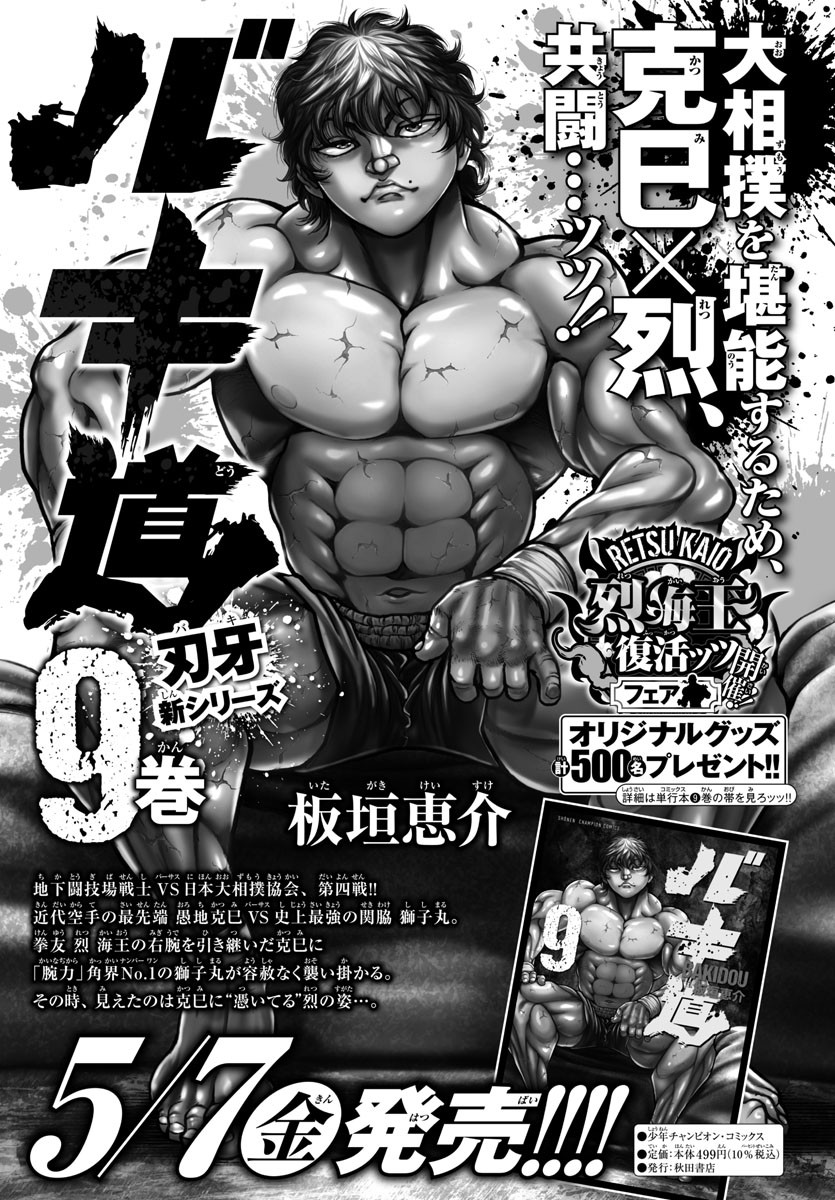 大相撲を堪能するため、
克巳×烈、
共闘…ッッ!!
バキ道
刃牙
新シリーズ
9巻
板垣恵介
RETSU KAIO
烈海王
復活ッッ開催!!
フェア
オリジナルグッズ
計500名プレゼント!!
詳細は単行本9巻の帯を見ろッッ!!
地下闘技場戦士VS日本大相撲協会、第四戦!!
近代空手の最先端 愚地克巳VS史上最強の関脇 獅子丸。
拳友 烈 海王の右腕を引き継いだ克巳に
「腕力」角界No.1の獅子丸が容赦なく襲い掛かる。
その時、見えたのは克巳に“憑いてる”烈の姿…。
SHŌNEN CHAMPION COMICS
バキ道
9
BAKIDOU
5/7金発売!!!!
●少年チャンピオン・コミックス
●定価:本体499円(10%税込)
●発行:秋田書店